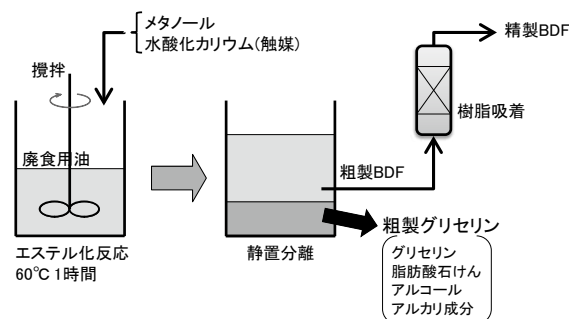 メタノール
水酸化カリウム(触媒)
攪拌
廃食用油
エステル化反応
60℃ 1時間
静置分離
粗製BDF
樹脂吸着
精製BDF
粗製グリセリン
グリセリン
脂肪酸石けん
アルコール
アルカリ成分